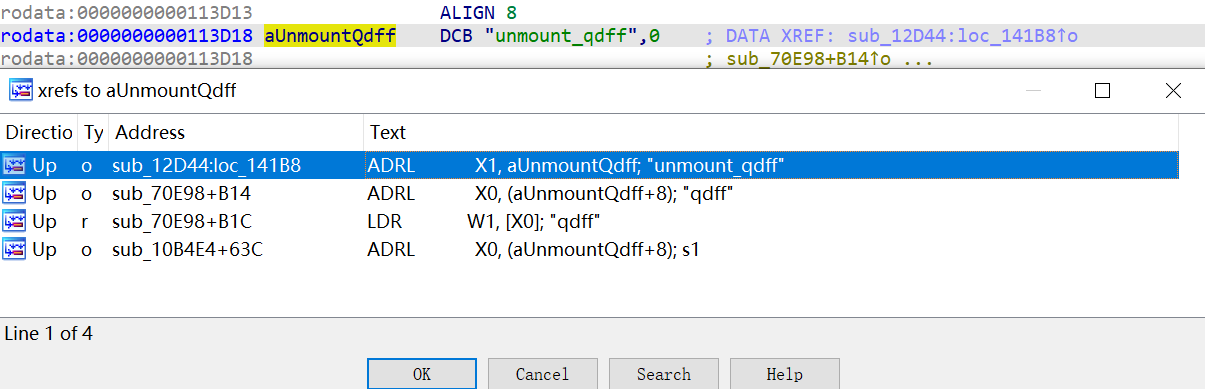 rodata:0000000000113D13 ALIGN 8
rodata:0000000000113D18 aUnmountQdff DCB "unmount_qdff",0 ; DATA XREF: sub_12D44:loc_141B8↑o
rodata:0000000000113D18 ; sub_70E98+B14↑o ...
xrefs to aUnmountQdff
Directio Ty Address Text
Up o sub_12D44:loc_141B8 ADRL X1, aUnmountQdff; "unmount_qdff"
Up o sub_70E98+B14 ADRL X0, (aUnmountQdff+8); "qdff"
Up r sub_70E98+B1C LDR W1, [X0]; "qdff"
Up o sub_10B4E4+63C ADRL X0, (aUnmountQdff+8); s1
Line 1 of 4
OK Cancel Search Help